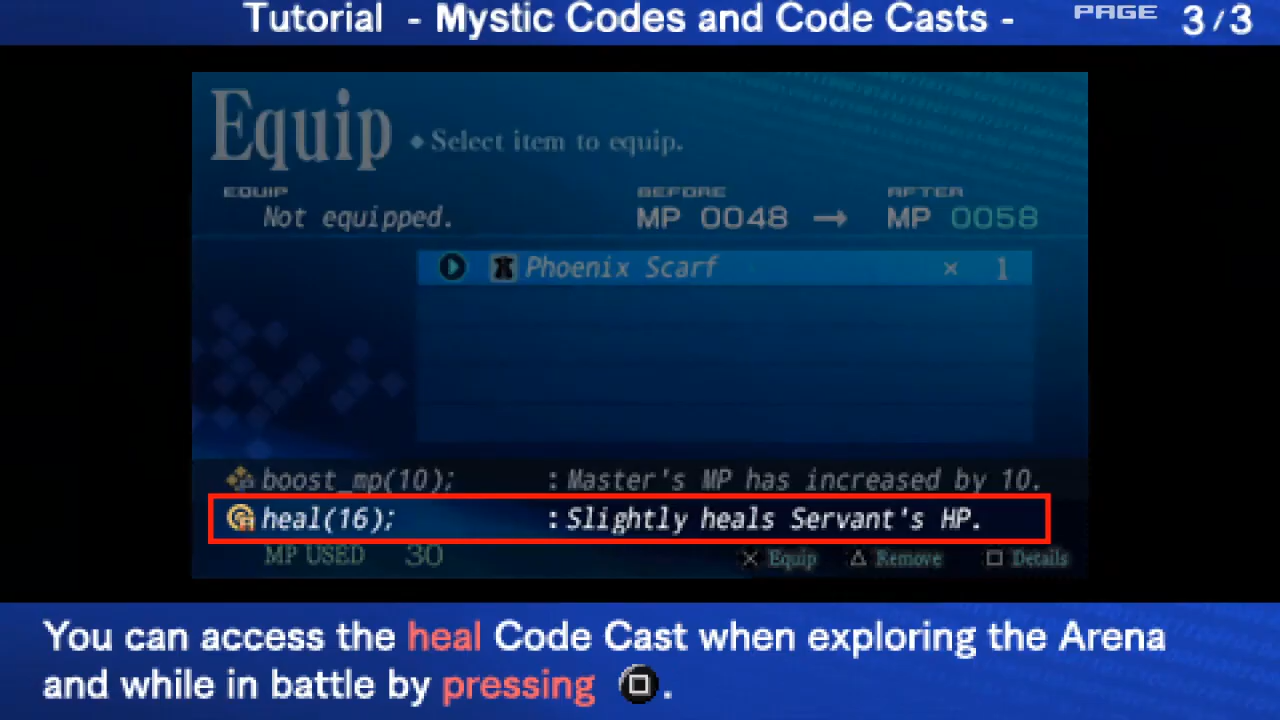 Tutorial - Mystic Codes and Code Casts - PAGE 3/3
Equip ◆Select item to equip.
EQUIP BEFORE AFTER
Not equipped. MP 0048 → MP 0058
Phoenix Scarf × 1
boost_mp(10); :Master's MP has increased by 10.
heal(16); :Slightly heals Servant's HP.
MP USED 30 × Equip △ Remove □ Details
You can access the heal Code Cast when exploring the Arena
and while in battle by pressing □.